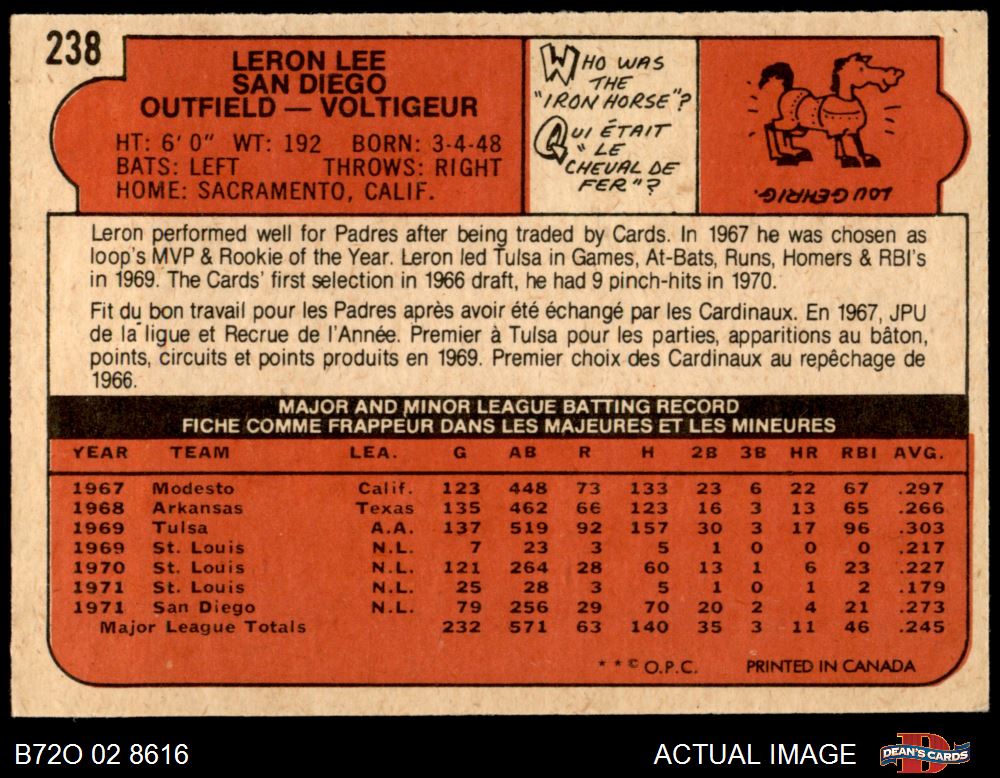 238
LERON LEE
SAN DIEGO
OUTFIELD — VOLTIGEUR
HT: 6' 0" WT: 192 BORN: 3-4-48
BATS: LEFT THROWS: RIGHT
HOME: SACRAMENTO, CALIF.
WHO WAS
THE
"IRON HORSE"?
QUI ÉTAIT
"LE
CHEVAL DE
FER"?
LOU GEHRIG.
Leron performed well for Padres after being traded by Cards. In 1967 he was chosen as
loop's MVP & Rookie of the Year. Leron led Tulsa in Games, At-Bats, Runs, Homers & RBI's
in 1969. The Cards' first selection in 1966 draft, he had 9 pinch-hits in 1970.
Fit du bon travail pour les Padres après avoir été échangé par les Cardinaux. En 1967, JPU
de la ligue et Recrue de l'Année. Premier à Tulsa pour les parties, apparitions au bâton,
points, circuits et points produits en 1969. Premier choix des Cardinaux au repêchage de
1966.
MAJOR AND MINOR LEAGUE BATTING RECORD
FICHE COMME FRAPPEUR DANS LES MAJEURES ET LES MINEURES
YEAR TEAM LEA. G AB R H 2B 3B HR RBI AVG.
1967 Modesto Calif. 123 448 73 133 23 6 22 67 .297
1968 Arkansas Texas 135 462 66 123 16 3 13 65 .266
1969 Tulsa A.A. 137 519 92 157 30 3 17 96 .303
1969 St. Louis N.L. 7 23 3 5 1 0 0 0 .217
1970 St. Louis N.L. 121 264 28 60 13 1 6 23 .227
1971 St. Louis N.L. 25 28 3 5 1 0 1 2 .179
1971 San Diego N.L. 79 256 29 70 20 2 4 21 .273
Major League Totals 232 571 63 140 35 3 11 46 .245
* * © O.P.C. PRINTED IN CANADA
B72O 02 8616 ACTUAL IMAGE DEAN'S CARDS